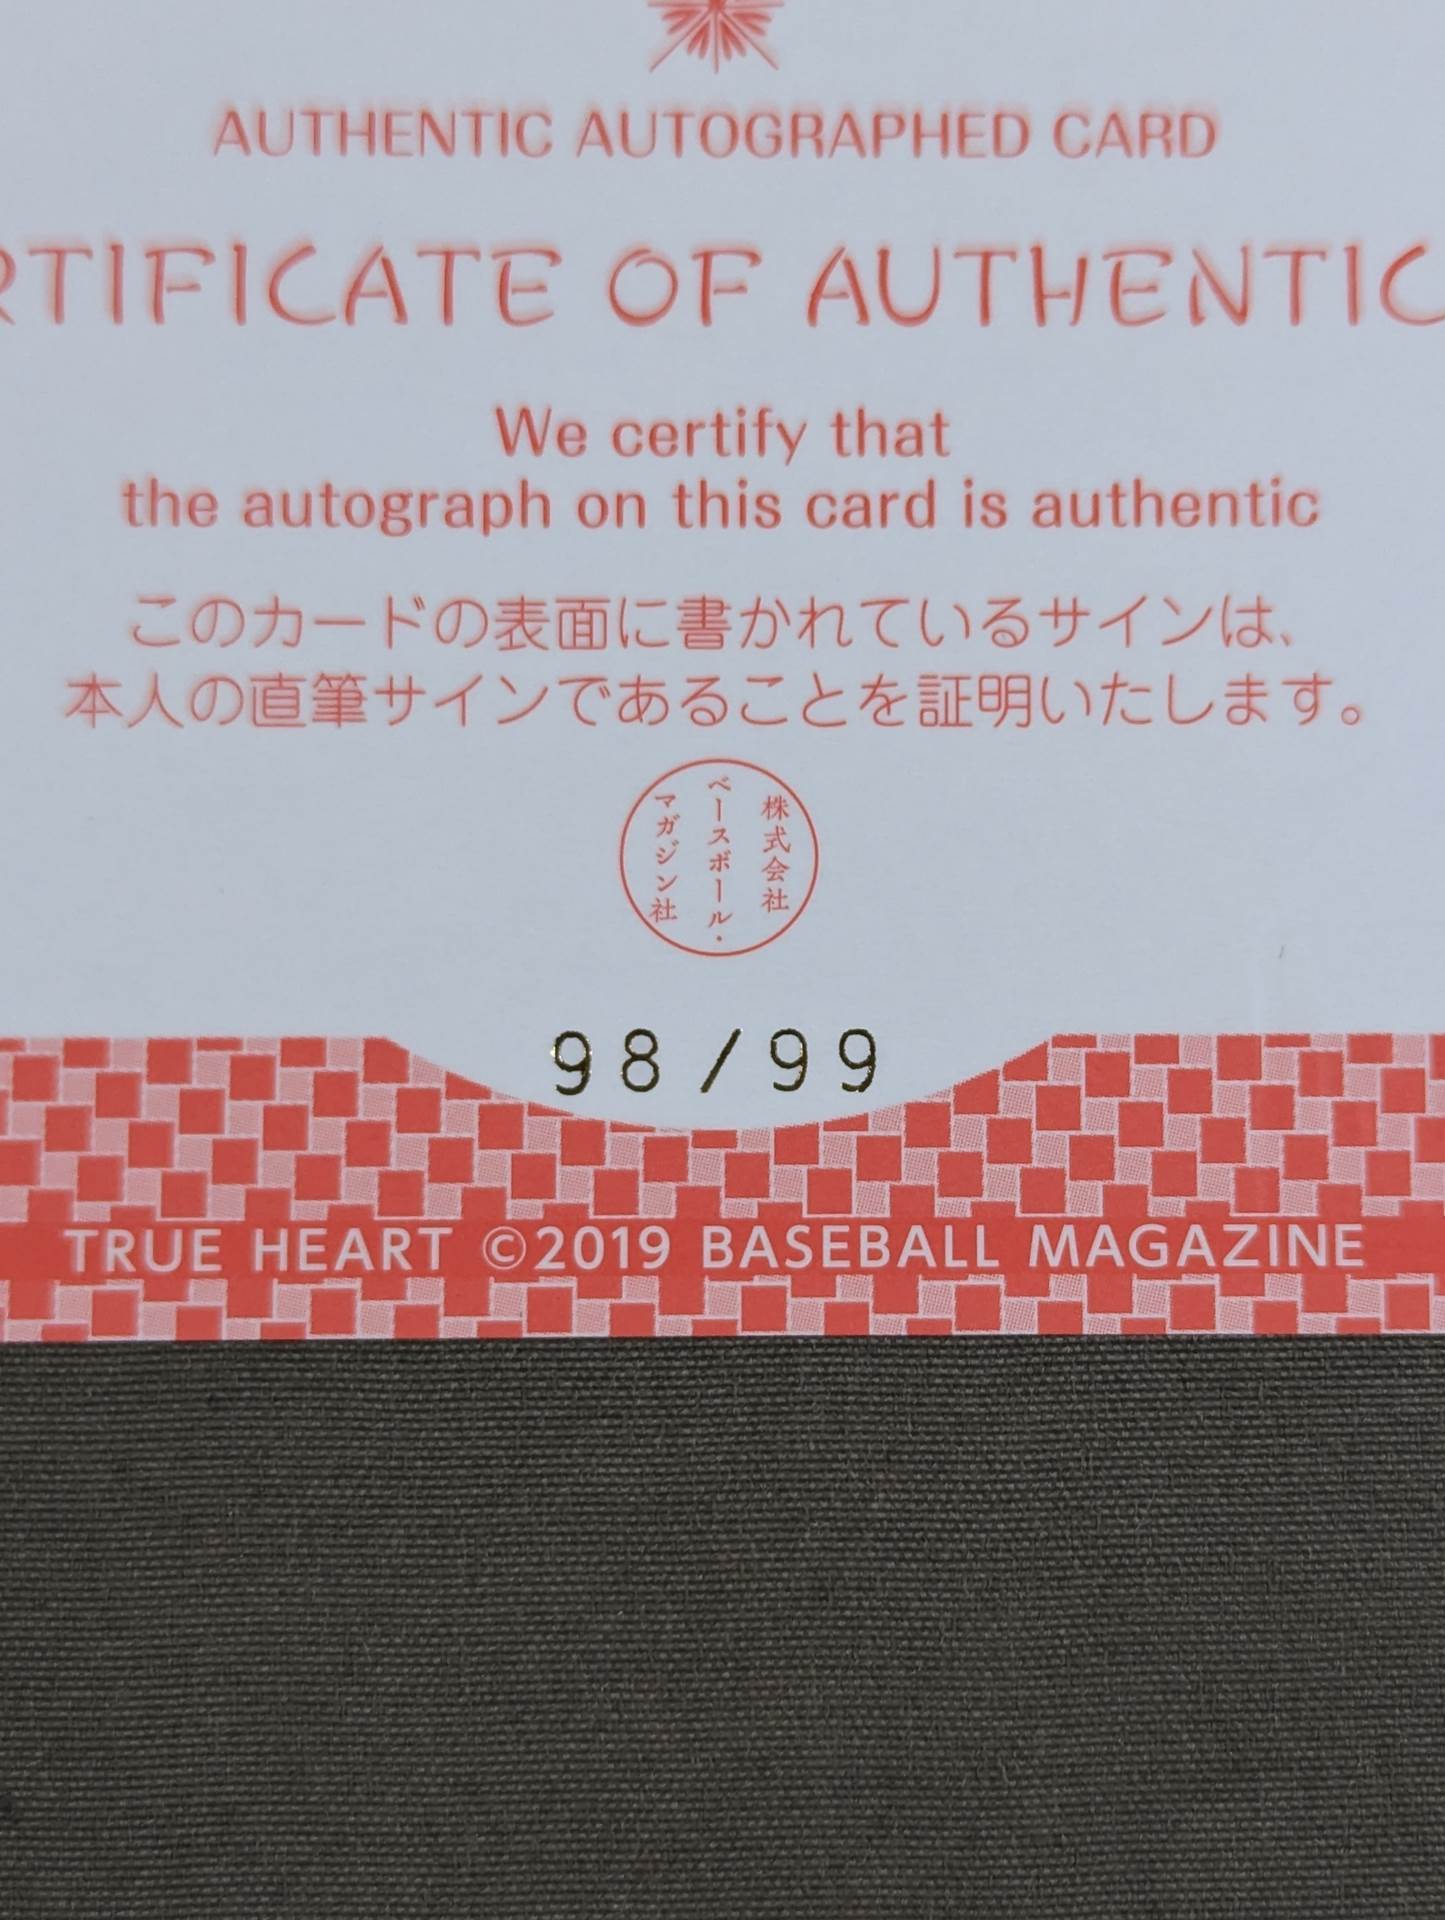 AUTHENTIC AUTOGRAPHED CARD
RTIFICATE OF AUTHENTIC
We certify that
the autograph on this card is authentic
このカードの表面に書かれているサインは、
本人の直筆サインであることを証明いたします。
株式会社
ベースボール・
マガジン社
98/99
TRUE HEART ©2019 BASEBALL MAGAZINE